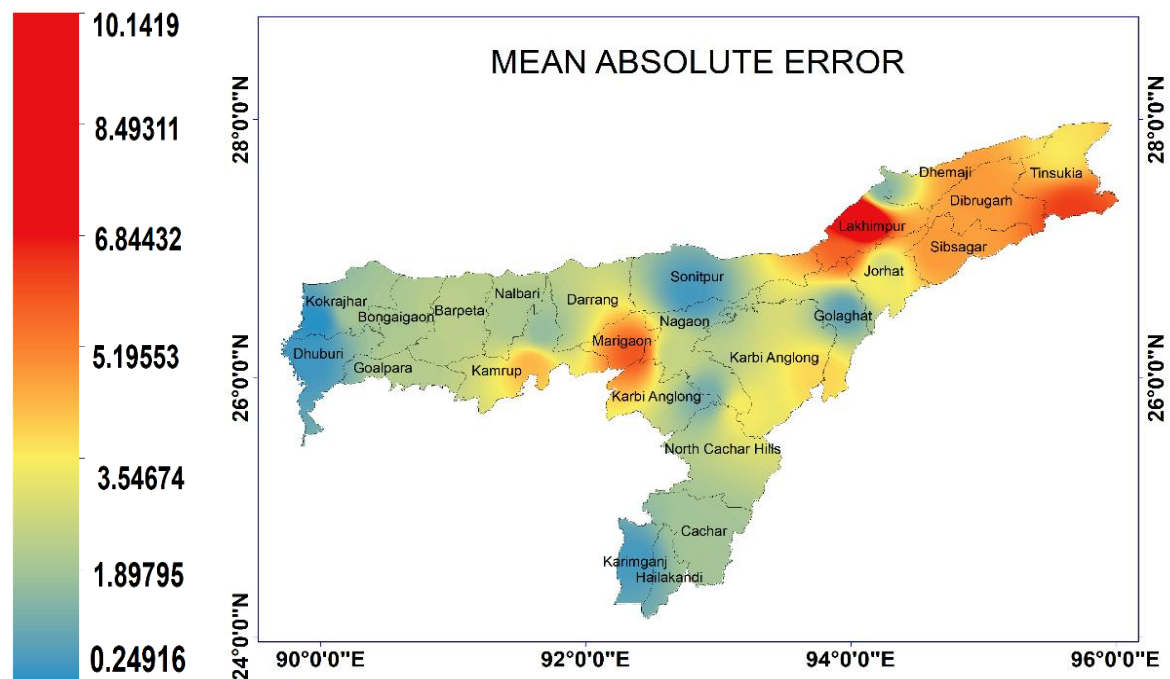 MEAN ABSOLUTE ERROR
10.1419
8.49311
6.84432
5.19553
3.54674
1.89795
0.24916
28°0'0"N
26°0'0"N
24°0'0"N
28°0'0"N
26°0'0"N
Dhemaji
Tinsukia
Dibrugarh
Lakhimpur
Sibsagar
Jorhat
Sonitpur
Kokrajhar
Nalbari
Darrang
Barpeta
Bongaigaon
Golaghat
Nagaon
Marigaon
Dhuburi
Karbi Anglong
Goalpara
Kamrup
Karbi Anglong
North Cachar Hills
Cachar
Karimganj
Hailakandi
90°0'0"E
92°0'0"E
94°0'0"E
96°0'0"E